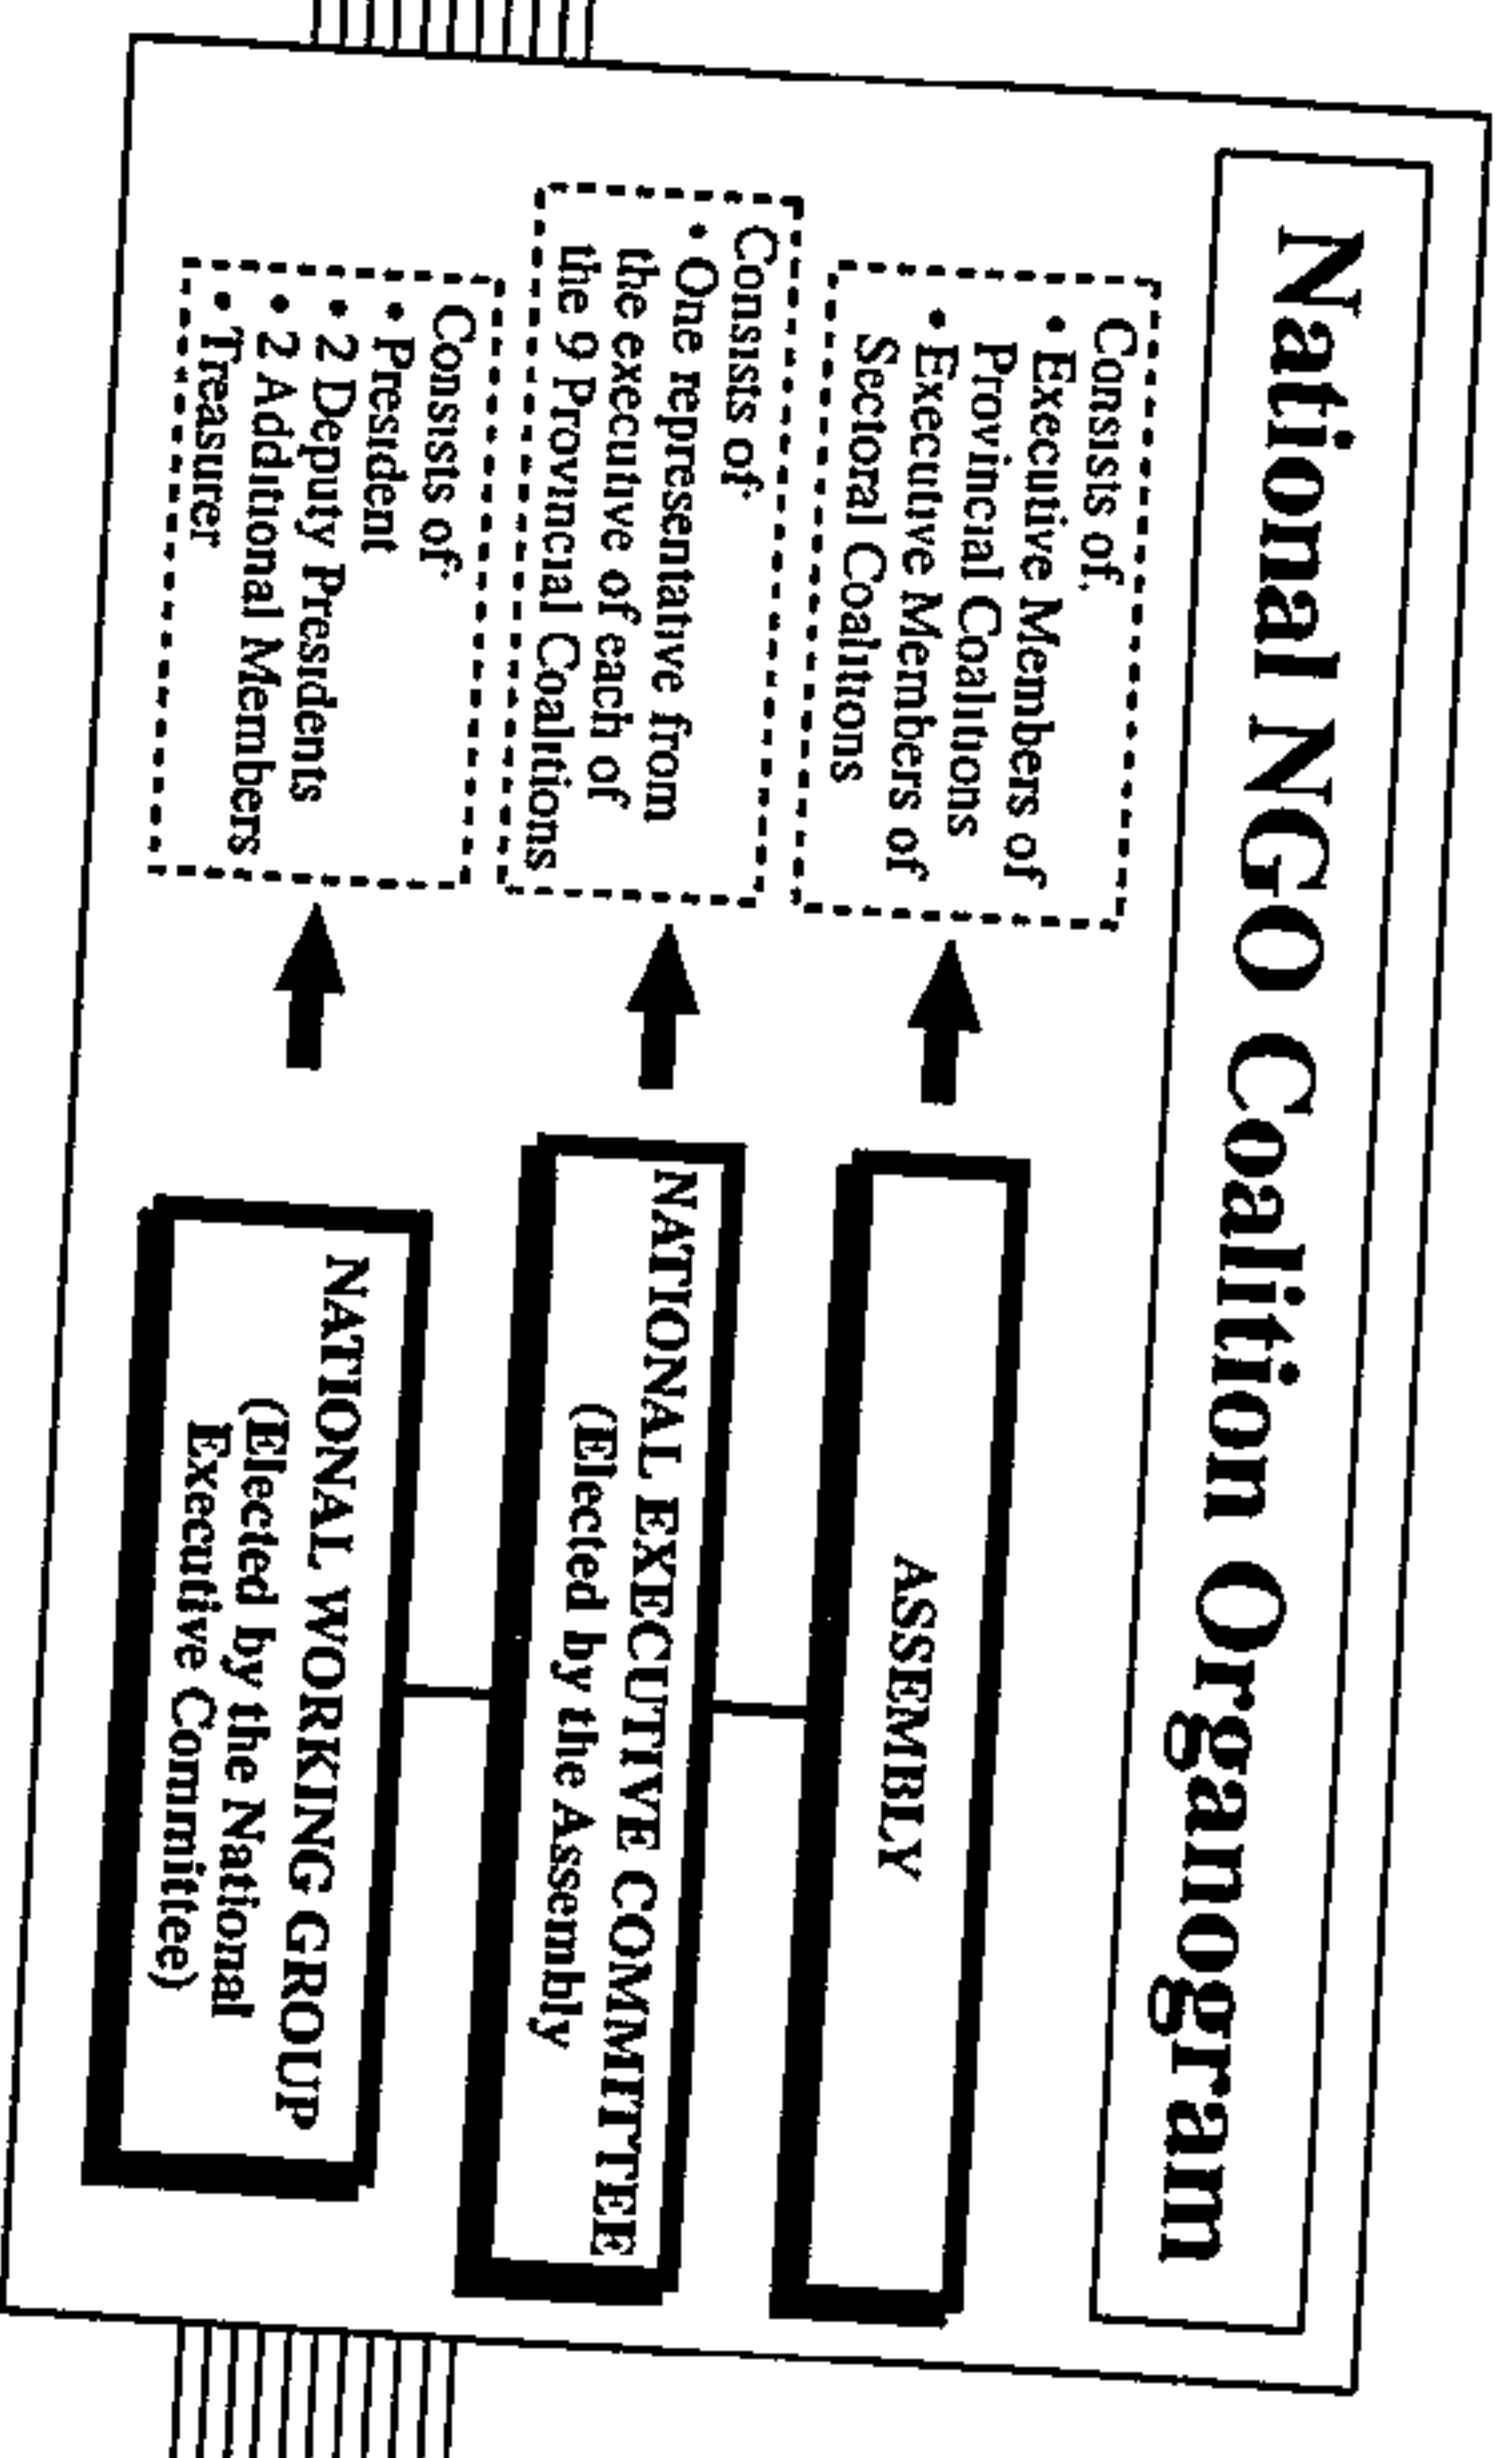 National NGO Coalition Organogram
Consists of.
• Executive Members of
Provincial Coalitions
• Executive Members of
Sectoral Coalitions
ASSEMBLY
Consists of·
• One representative from
the executive of each of
the 9 Provincial Coalitions
NATIONAL EXECUTIVE COMMITTEE
(Elected by the Assembly
Consists of·
• President
• 2 Deputy Presidents
• 2 Additional Members
• Treasurer
NATIONAL WORKING GROUP
(Elected by the National
Executive Committee)